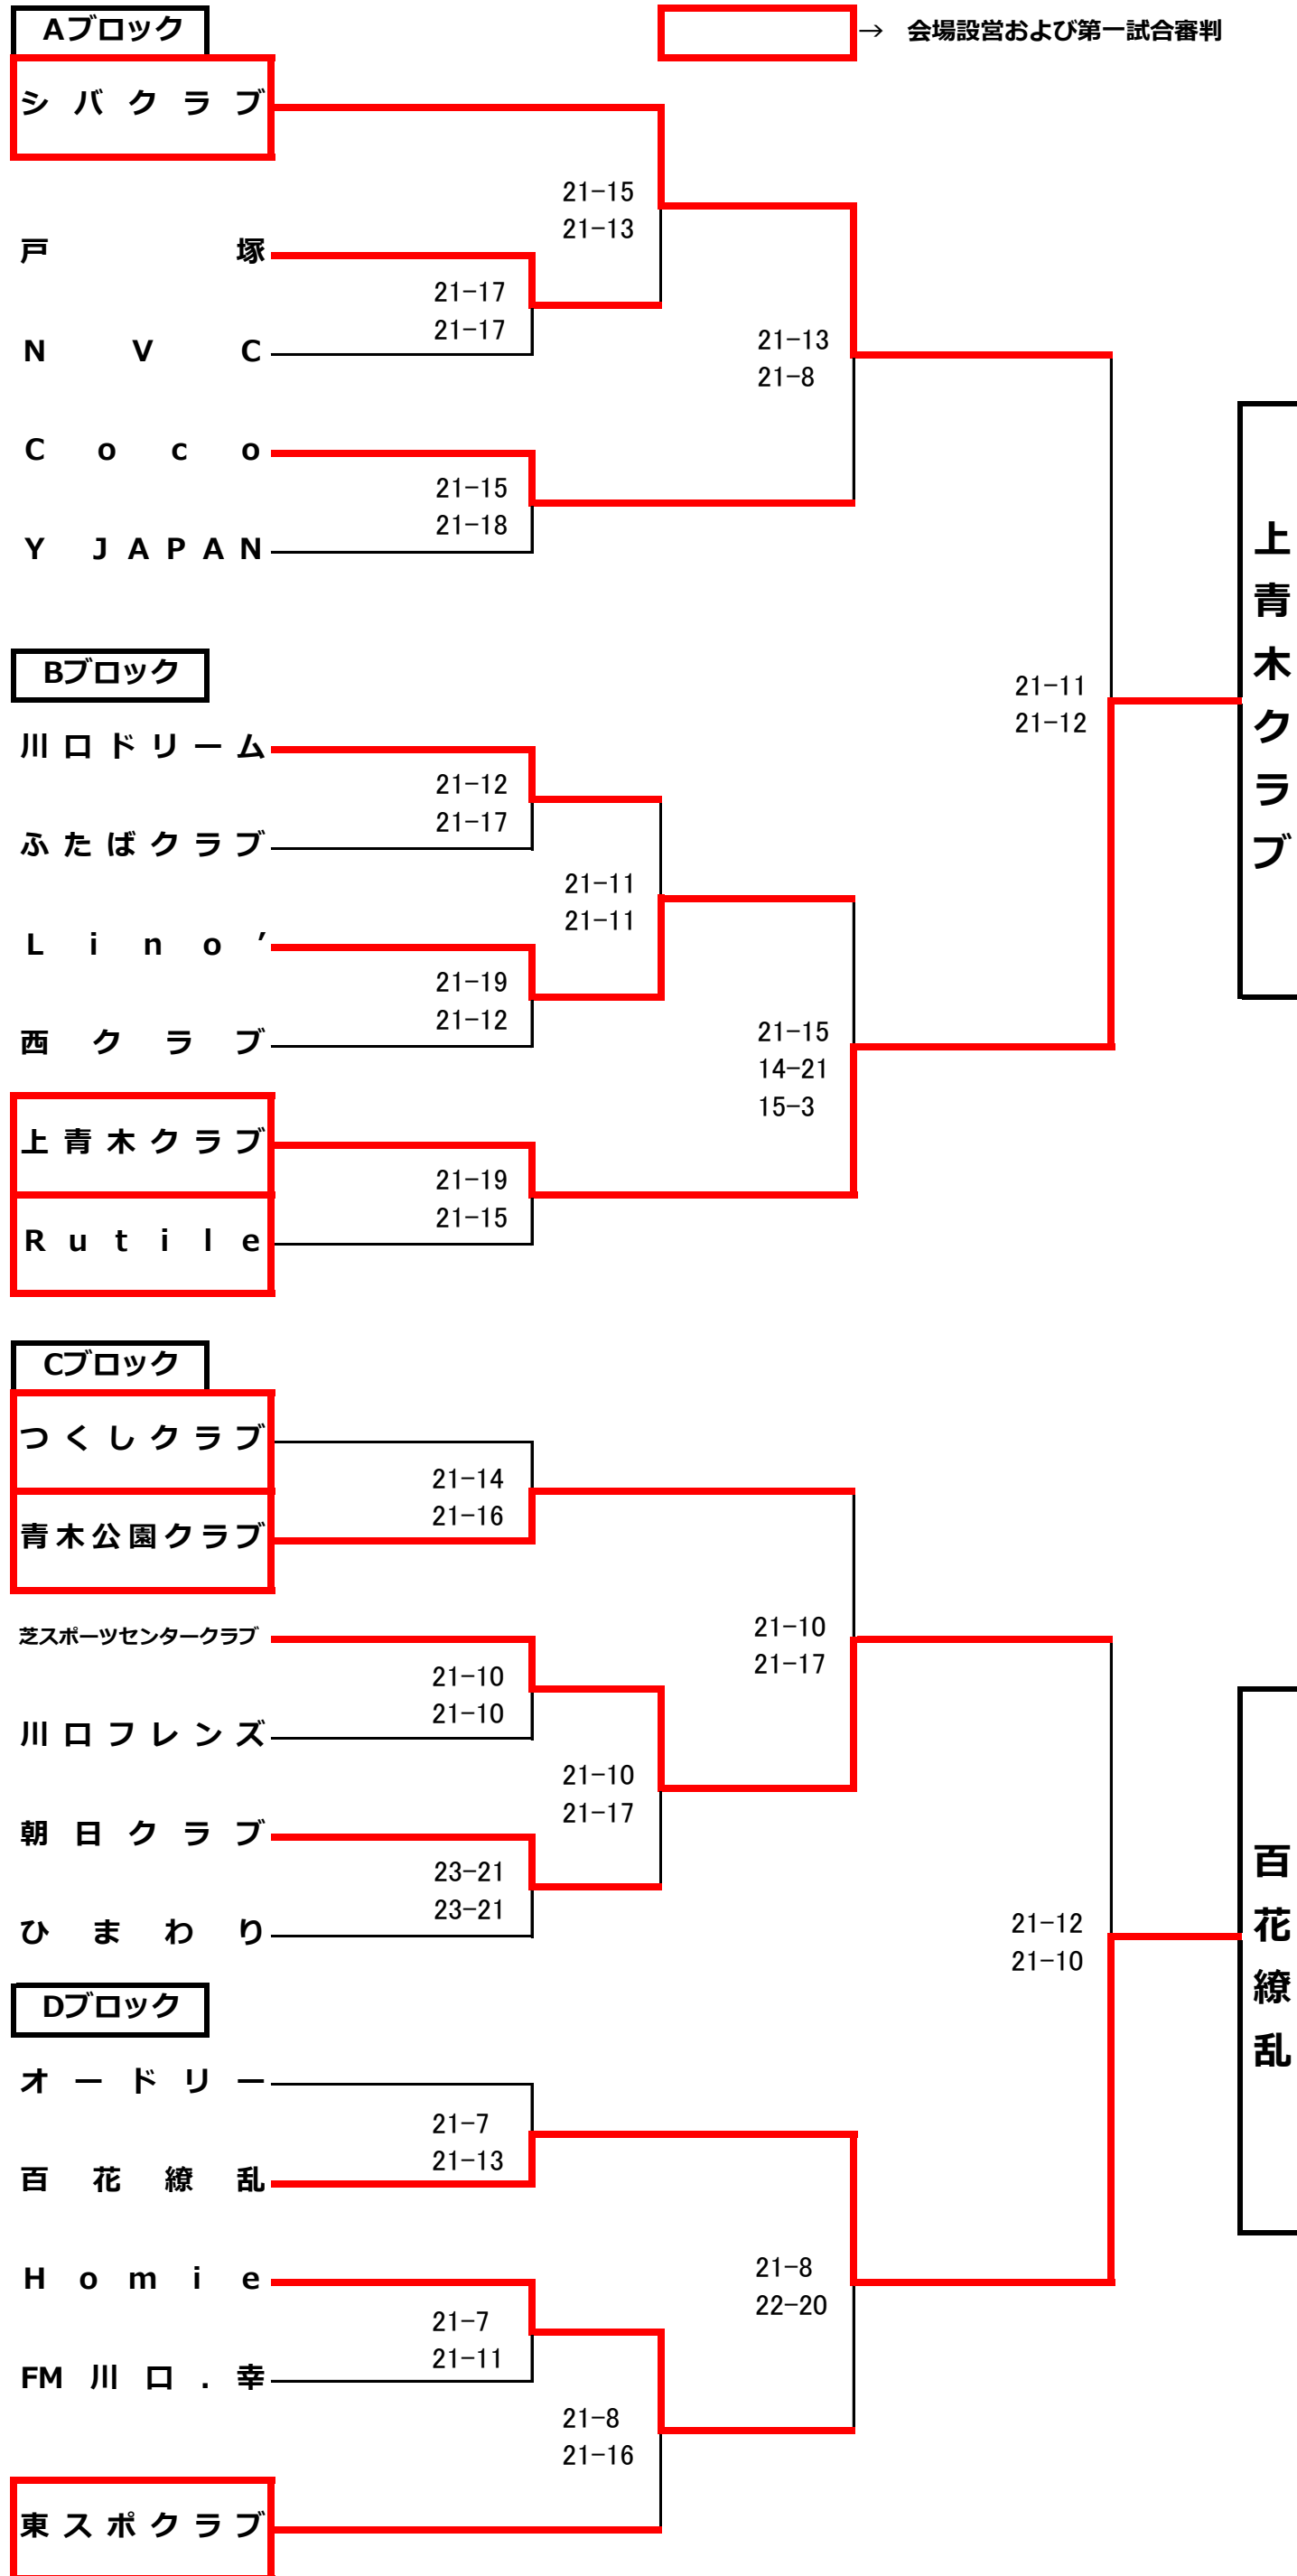 Aブロック
→ 会場設営および第一試合審判
シバクラブ
21-15
21-13
戸塚
21-17
21-17
NVC
21-13
21-8
Coco
21-15
21-18
Y JAPAN
上青木クラブ
Bブロック
21-11
21-12
川口ドリーム
21-12
21-17
ふたばクラブ
21-11
21-11
Lino’
21-19
21-12
西クラブ
21-15
14-21
15-3
上青木クラブ
21-19
21-15
Rutile
Cブロック
つくしクラブ
21-14
21-16
青木公園クラブ
芝スポーツセンタークラブ
21-10
21-17
21-10
21-10
川口フレンズ
21-10
21-17
朝日クラブ
23-21
23-21
ひまわり
21-12
21-10
百花繚乱
Dブロック
オードリー
21-7
21-13
百花繚乱
Homie
21-8
22-20
21-7
21-11
FM川口.幸
21-8
21-16
東スポクラブ